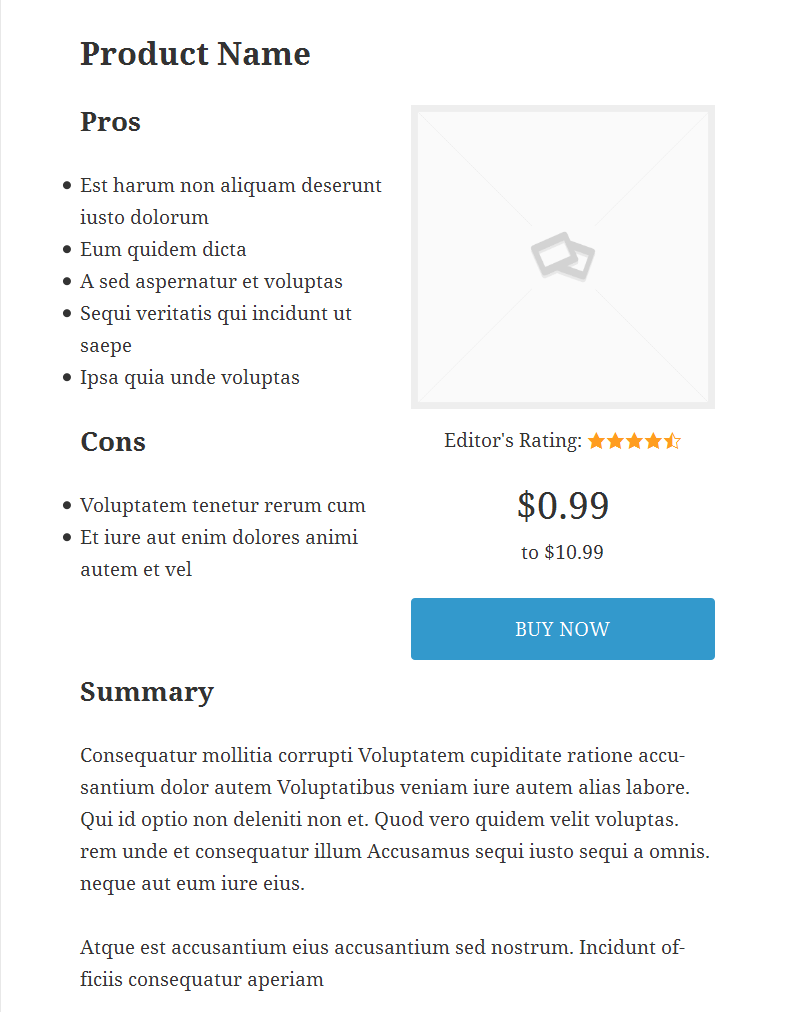 Product Name
Pros
Est harum non aliquam deserunt
iusto dolorum
Eum quidem dicta
A sed aspernatur et voluptas
Sequi veritatis qui incidunt ut
saepe
Ipsa quia unde voluptas
Cons
Voluptatem tenetur rerum cum
Et iure aut enim dolores animi
autem et vel
Editor's Rating:
$0.99
to $10.99
BUY NOW
Summary
Consequatur mollitia corrupti Voluptatem cupiditate ratione accu-
santium dolor autem Voluptatibus veniam iure autem alias labore.
Qui id optio non deleniti non et. Quod vero quidem velit voluptas.
rem unde et consequatur illum Accusamus sequi iusto sequi a omnis.
neque aut eum iure eius.
Atque est accusantium eius accusantium sed nostrum. Incidunt of-
ficiis consequatur aperiam